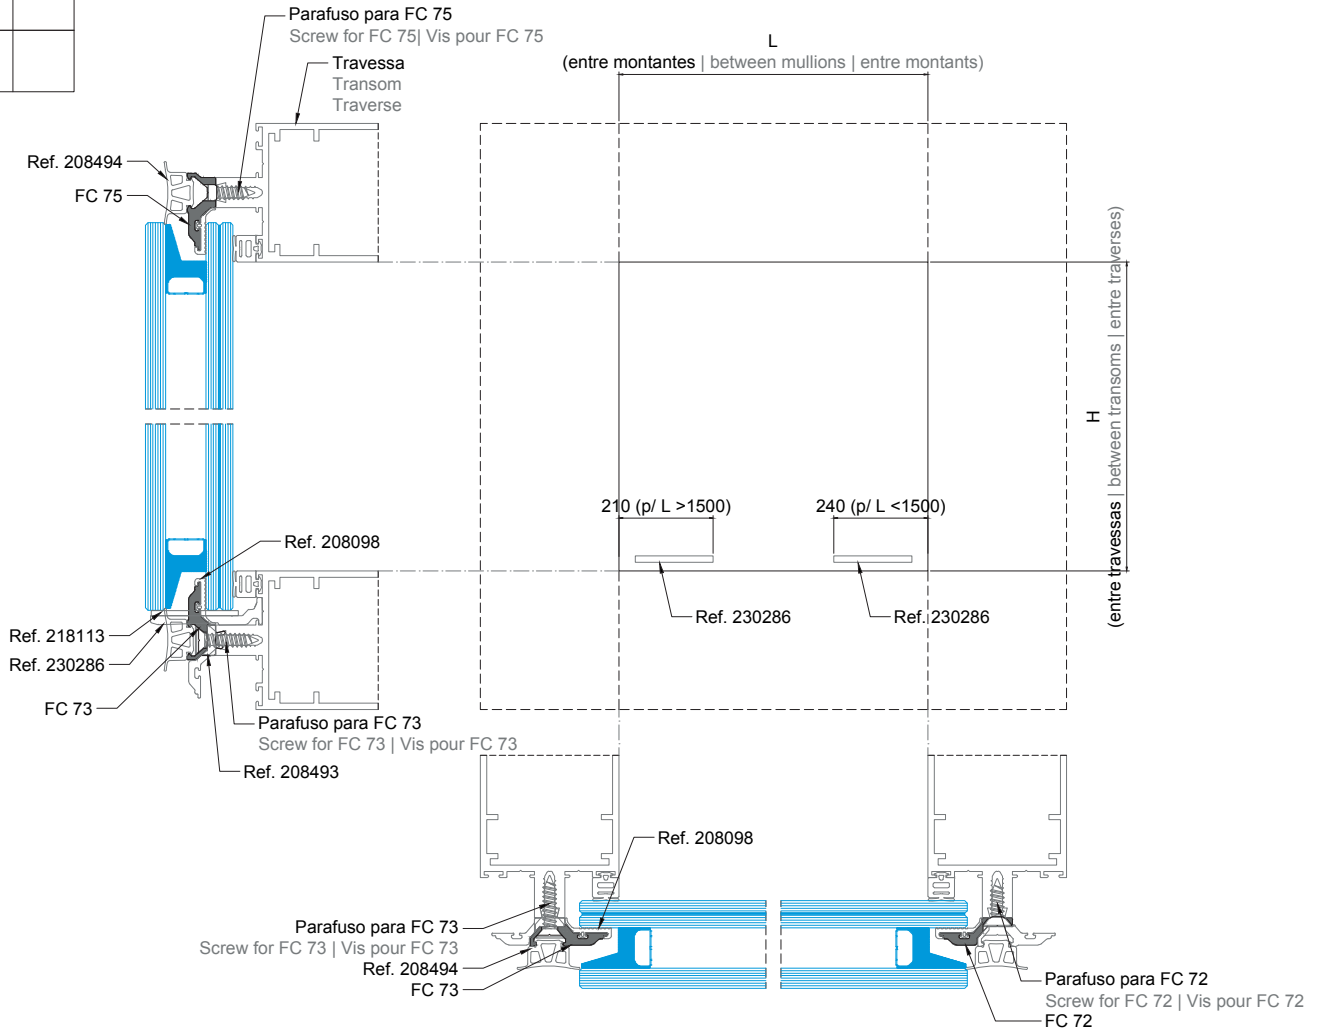 Parafuso para FC 75
Screw for FC 75| Vis pour FC 75
Travessa
Transom
Traverse
L
(entre montantes | between mullions | entre montants)
Ref. 208494
FC 75
H
(entre travessas | between transoms | entre traverses)
210 (p/ L >1500)
240 (p/ L <1500)
Ref. 208098
Ref. 230286
Ref. 230286
Ref. 218113
Ref. 230286
FC 73
Parafuso para FC 73
Screw for FC 73 | Vis pour FC 73
Ref. 208493
Ref. 208098
Parafuso para FC 73
Screw for FC 73 | Vis pour FC 73
Ref. 208494
FC 73
Parafuso para FC 72
Screw for FC 72 | Vis pour FC 72
FC 72